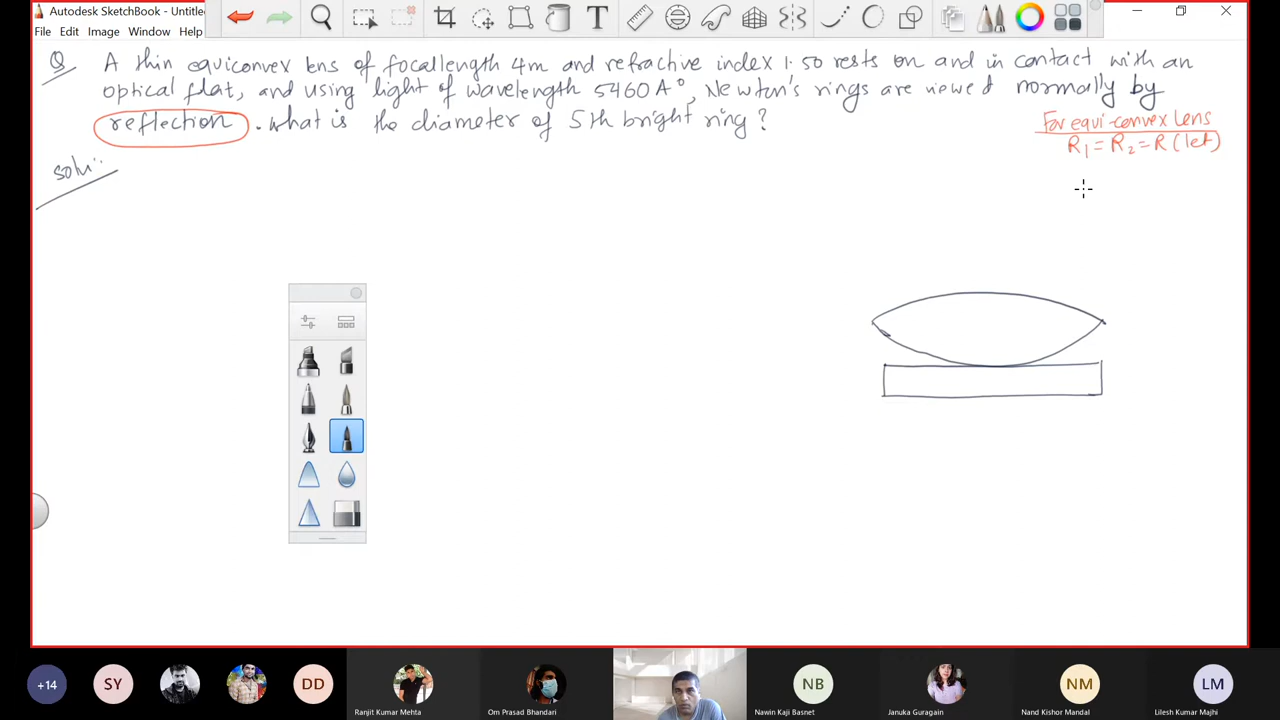 Autodesk SketchBook - Untitle
File Edit Image Window Help
Q A thin equiconvex lens of focal length 4m and refractive index 1.50 rests on and in contact with an
optical flat, and using light of wavelength 5460 A°, Newton's rings are viewed normally by
reflection. what is the diameter of 5th bright ring?
For equi-convex Lens
R1 = R2 = R (let)
soln:
+14
SY
DD
NB
NM
LM
Ranjit Kumar Mehta
Om Prasad Bhandari
Nawin Kaji Basnet
Januka Guragain
Nand Kishor Mandal
Lilesh Kumar Majhi